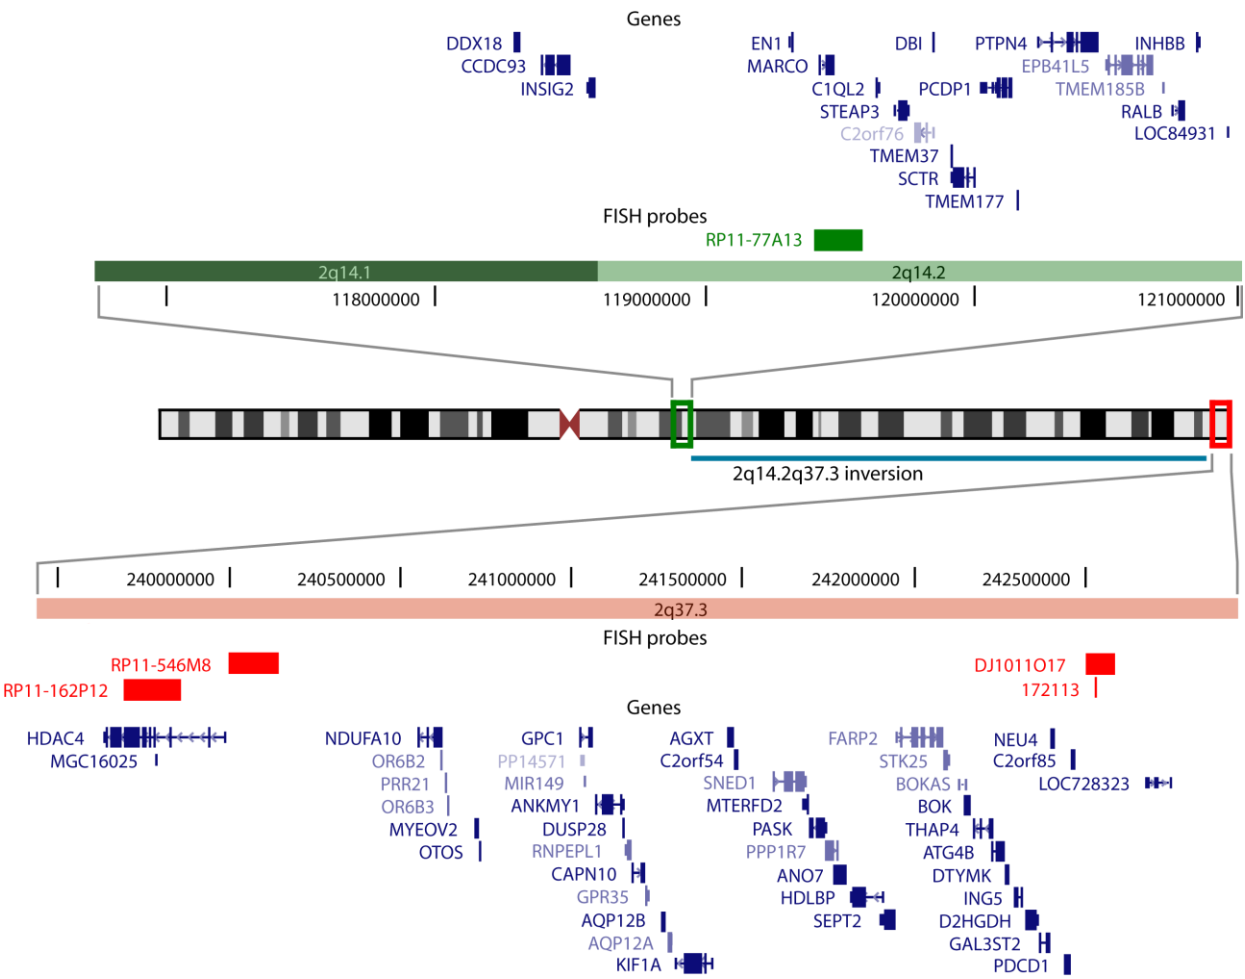 Genes
DDX18 EN1 DBI PTPN4 INHBB
CCDC93 MARCO EPB41L5
INSIG2 C1QL2 PCDP1 TMEM185B
STEAP3 RALB
C2orf76 LOC84931
TMEM37
SCTR
TMEM177
FISH probes
RP11-77A13
2q14.1 2q14.2
118000000 119000000 120000000 121000000
2q14.2q37.3 inversion
240000000 240500000 241000000 241500000 242000000 242500000
2q37.3
FISH probes
RP11-546M8 DJ1011O17
RP11-162P12 172113
Genes
HDAC4 NDUFA10 GPC1 AGXT FARP2 NEU4
MGC16025 OR6B2 PP14571 C2orf54 STK25 C2orf85
PRR21 MIR149 SNED1 BOKAS LOC728323
OR6B3 ANKMY1 MTERFD2 BOK
MYEOV2 DUSP28 PASK THAP4
OTOS RNPEPL1 PPP1R7 ATG4B
CAPN10 ANO7 DTYMK
GPR35 HDLBP ING5
AQP12B SEPT2 D2HGDH
AQP12A GAL3ST2
KIF1A PDCD1